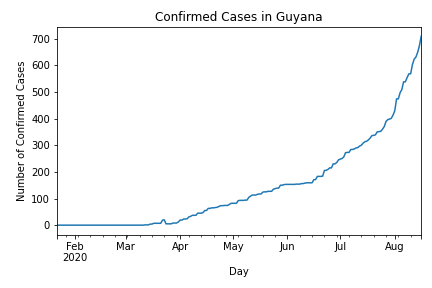 Confirmed Cases in Guyana
Number of Confirmed Cases
700
600
500
400
300
200
100
0
Feb Mar Apr May Jun Jul Aug
2020
Day